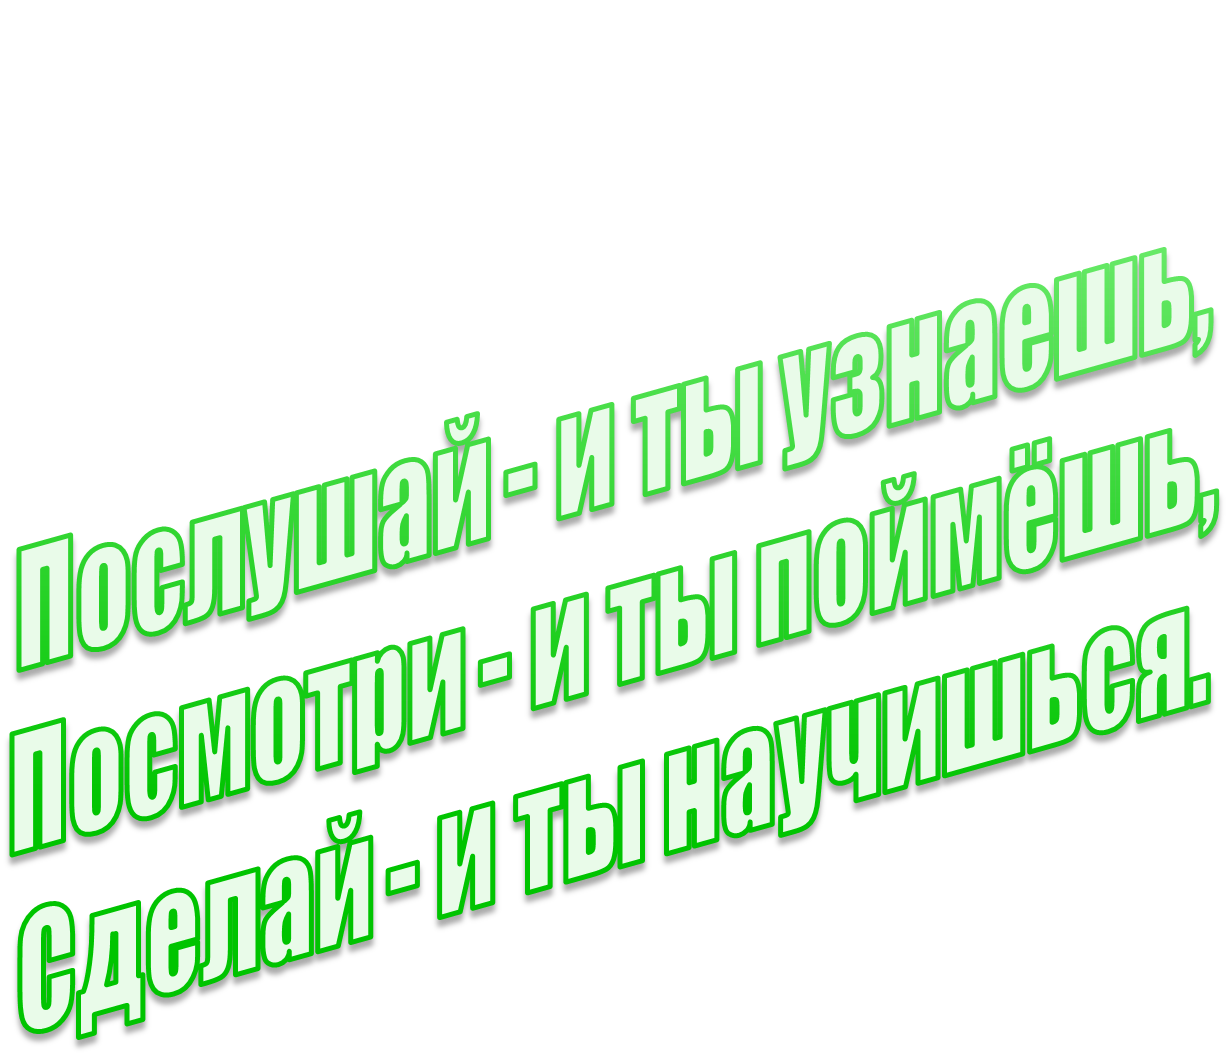 Послушай - и ты узнаешь,
Посмотри - и ты поймёшь,
Сделай - и ты научишься.